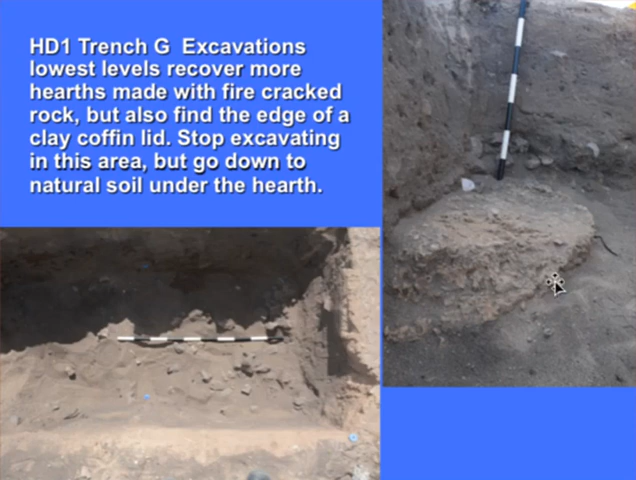 HD1 Trench G Excavations
lowest levels recover more
hearths made with fire cracked
rock, but also find the edge of a
clay coffin lid. Stop excavating
in this area, but go down to
natural soil under the hearth.